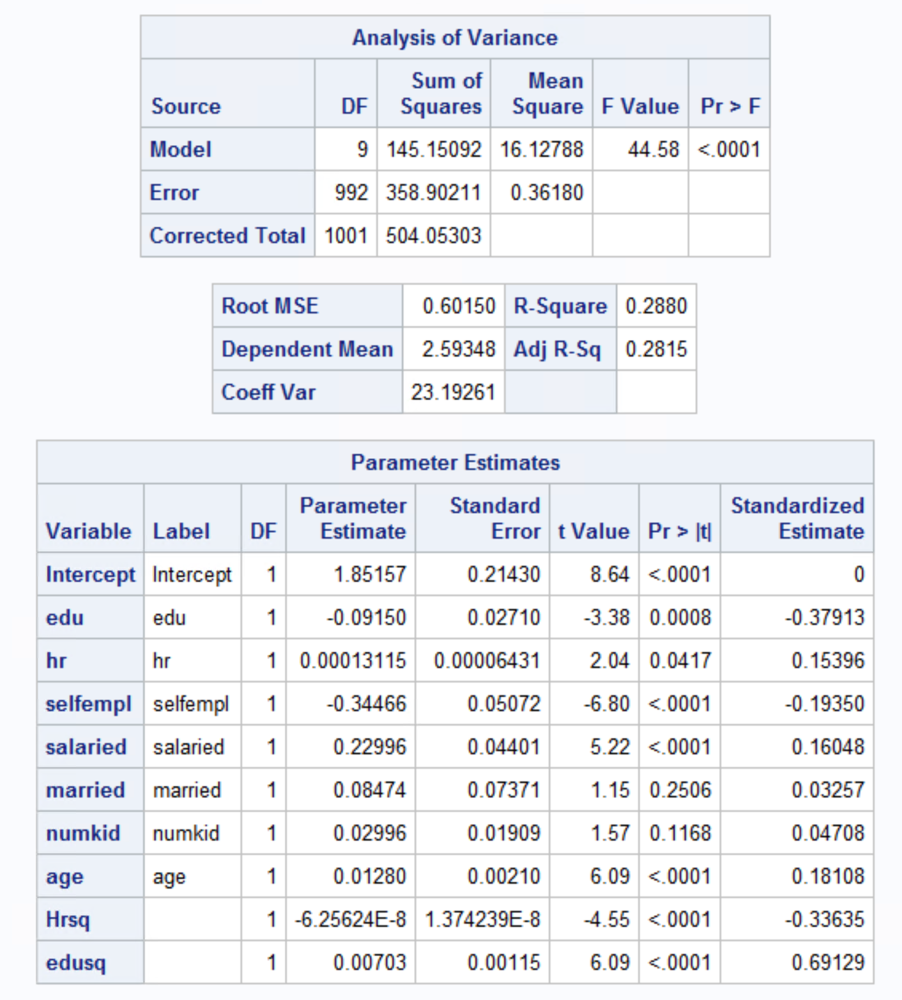 Analysis of Variance
Source DF Sum of Squares Mean Square F Value Pr > F
Model 9 145.15092 16.12788 44.58 <.0001
Error 992 358.90211 0.36180
Corrected Total 1001 504.05303
Root MSE 0.60150 R-Square 0.2880
Dependent Mean 2.59348 Adj R-Sq 0.2815
Coeff Var 23.19261
Parameter Estimates
Variable Label DF Parameter Estimate Standard Error t Value Pr > |t| Standardized Estimate
Intercept Intercept 1 1.85157 0.21430 8.64 <.0001 0
edu edu 1 -0.09150 0.02710 -3.38 0.0008 -0.37913
hr hr 1 0.00013115 0.00006431 2.04 0.0417 0.15396
selfempl selfempl 1 -0.34466 0.05072 -6.80 <.0001 -0.19350
salaried salaried 1 0.22996 0.04401 5.22 <.0001 0.16048
married married 1 0.08474 0.07371 1.15 0.2506 0.03257
numkid numkid 1 0.02996 0.01909 1.57 0.1168 0.04708
age age 1 0.01280 0.00210 6.09 <.0001 0.18108
Hrsq 1 -6.25624E-8 1.374239E-8 -4.55 <.0001 -0.33635
edusq 1 0.00703 0.00115 6.09 <.0001 0.69129